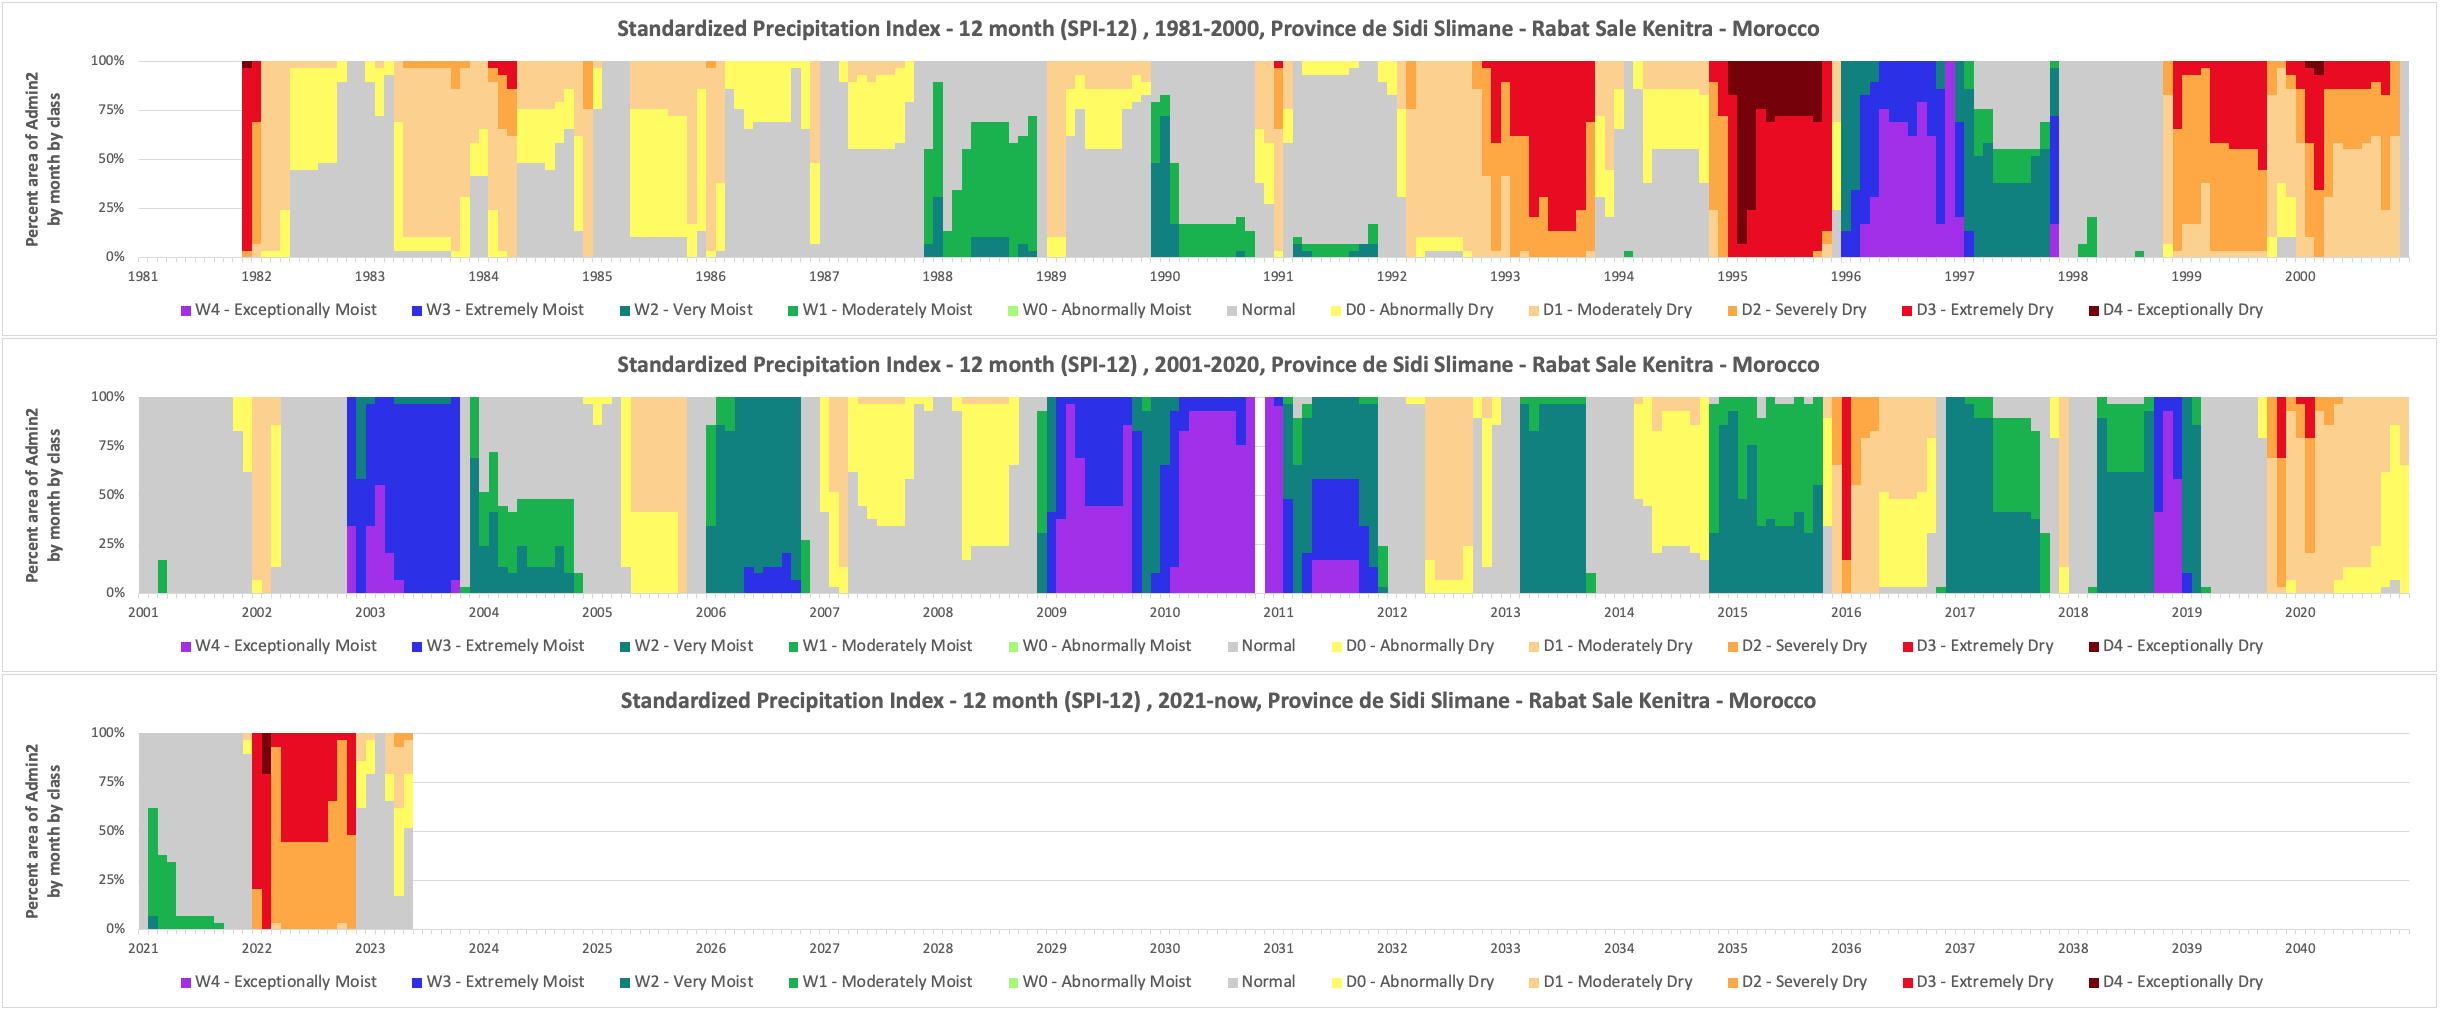 Standardized Precipitation Index - 12 month (SPI-12) , 1981-2000, Province de Sidi Slimane - Rabat Sale Kenitra - Morocco
Percent area of Admin2
by month by class
100%
75%
50%
25%
0%
1981 1982 1983 1984 1985 1986 1987 1988 1989 1990 1991 1992 1993 1994 1995 1996 1997 1998 1999 2000
W4 - Exceptionally Moist W3 - Extremely Moist W2 - Very Moist W1 - Moderately Moist W0 - Abnormally Moist Normal D0 - Abnormally Dry D1 - Moderately Dry D2 - Severely Dry D3 - Extremely Dry D4 - Exceptionally Dry
Standardized Precipitation Index - 12 month (SPI-12) , 2001-2020, Province de Sidi Slimane - Rabat Sale Kenitra - Morocco
Percent area of Admin2
by month by class
100%
75%
50%
25%
0%
2001 2002 2003 2004 2005 2006 2007 2008 2009 2010 2011 2012 2013 2014 2015 2016 2017 2018 2019 2020
W4 - Exceptionally Moist W3 - Extremely Moist W2 - Very Moist W1 - Moderately Moist W0 - Abnormally Moist Normal D0 - Abnormally Dry D1 - Moderately Dry D2 - Severely Dry D3 - Extremely Dry D4 - Exceptionally Dry
Standardized Precipitation Index - 12 month (SPI-12) , 2021-now, Province de Sidi Slimane - Rabat Sale Kenitra - Morocco
Percent area of Admin2
by month by class
100%
75%
50%
25%
0%
2021 2022 2023 2024 2025 2026 2027 2028 2029 2030 2031 2032 2033 2034 2035 2036 2037 2038 2039 2040
W4 - Exceptionally Moist W3 - Extremely Moist W2 - Very Moist W1 - Moderately Moist W0 - Abnormally Moist Normal D0 - Abnormally Dry D1 - Moderately Dry D2 - Severely Dry D3 - Extremely Dry D4 - Exceptionally Dry